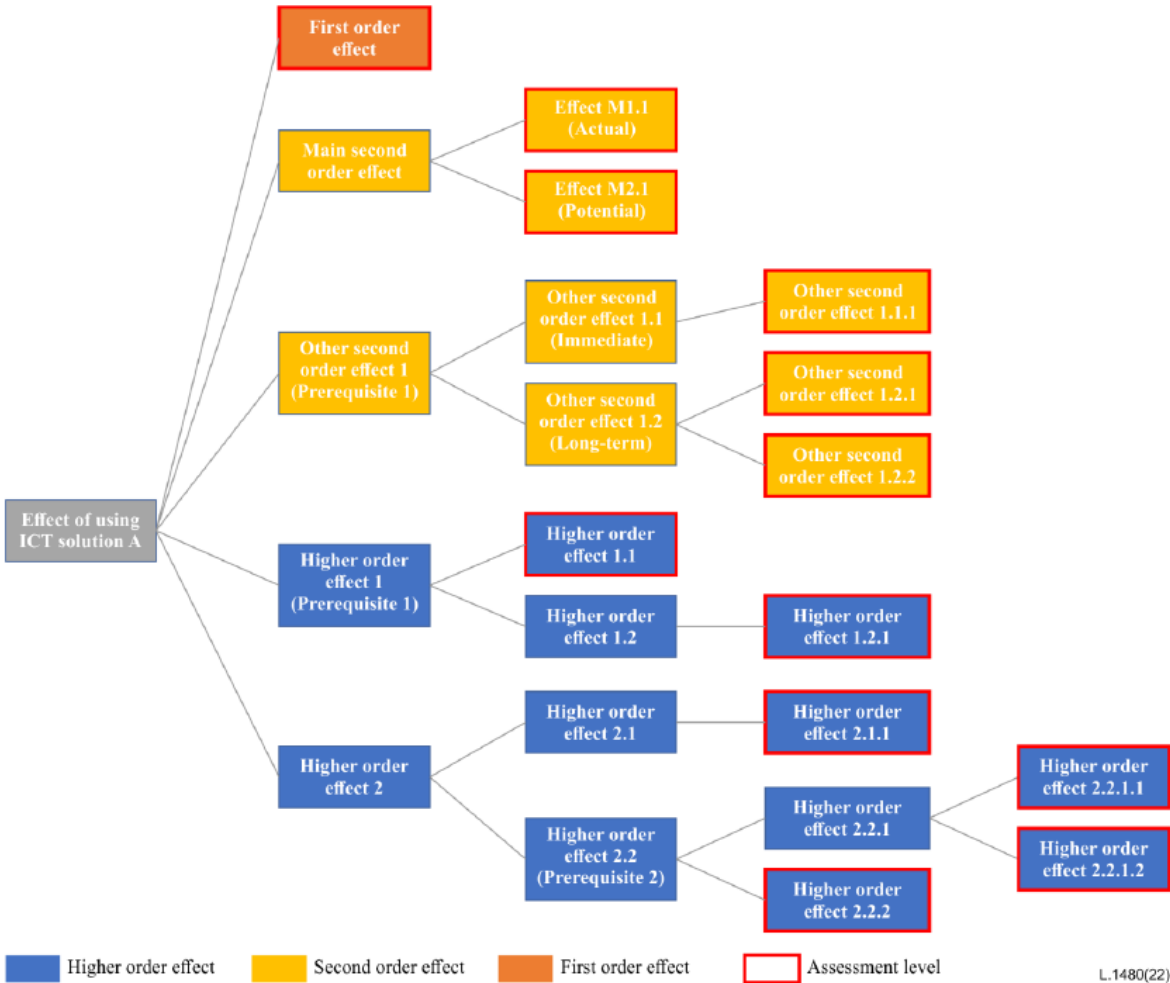 First order
effect
Effect M1.1
(Actual)
Main second
order effect
Effect M2.1
(Potential)
Other second
order effect 1.1
(Immediate)
Other second
order effect 1.1.1
Other second
order effect 1
(Prerequisite 1)
Other second
order effect 1.2
(Long-term)
Other second
order effect 1.2.1
Other second
order effect 1.2.2
Effect of using
ICT solution A
Higher order
effect 1
(Prerequisite 1)
Higher order
effect 1.1
Higher order
effect 1.2
Higher order
effect 1.2.1
Higher order
effect 2
Higher order
effect 2.1
Higher order
effect 2.1.1
Higher order
effect 2.2
(Prerequisite 2)
Higher order
effect 2.2.1
Higher order
effect 2.2.1.1
Higher order
effect 2.2.1.2
Higher order
effect 2.2.2
Higher order effect
Second order effect
First order effect
Assessment level
L.1480(22)